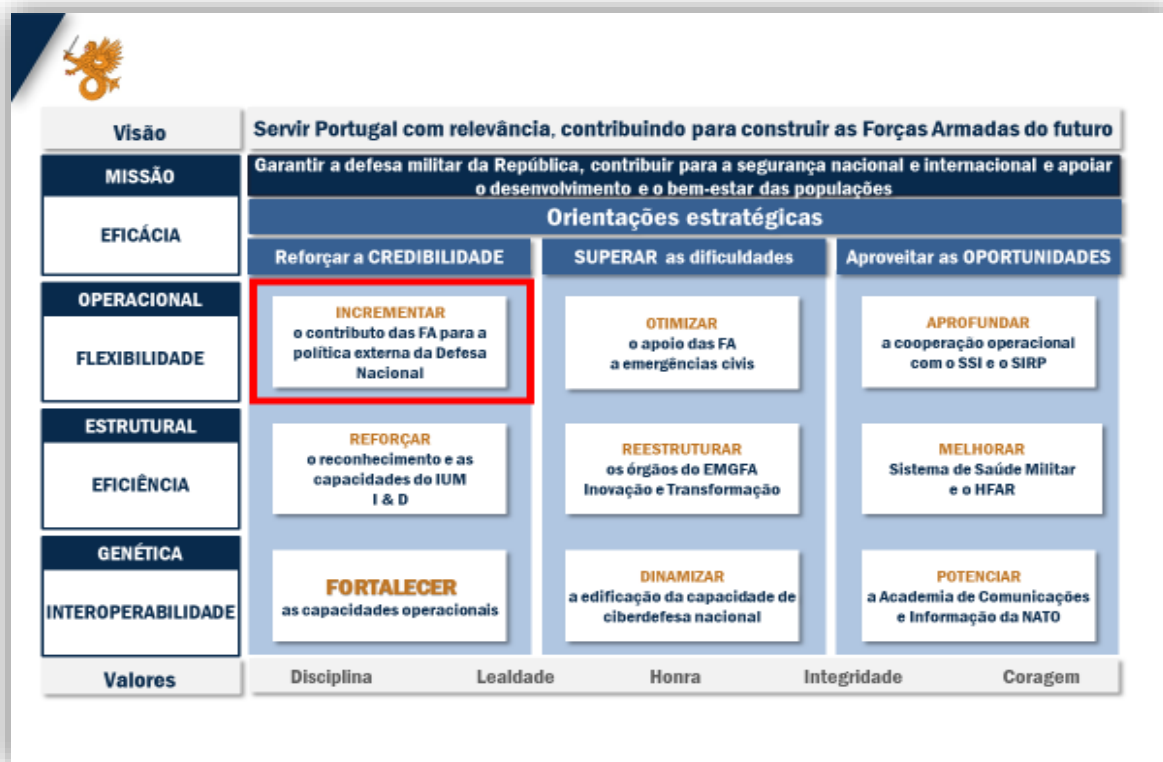 Visão
Servir Portugal com relevância, contribuindo para construir as Forças Armadas do futuro
MISSÃO
Garantir a defesa militar da República, contribuir para a segurança nacional e internacional e apoiar
o desenvolvimento e o bem-estar das populações
EFICÁCIA
Orientações estratégicas
Reforçar a CREDIBILIDADE
SUPERAR as dificuldades
Aproveitar as OPORTUNIDADES
OPERACIONAL
FLEXIBILIDADE
INCREMENTAR
o contributo das FA para a
política externa da Defesa
Nacional
OTIMIZAR
o apoio das FA
a emergências civis
APROFUNDAR
a cooperação operacional
com o SSI e o SIRP
ESTRUTURAL
EFICIÊNCIA
REFORÇAR
o reconhecimento e as
capacidades do IUM
I & D
REESTRUTURAR
os órgãos do EMGFA
Inovação e Transformação
MELHORAR
Sistema de Saúde Militar
e o HFAR
GENÉTICA
INTEROPERABILIDADE
FORTALECER
as capacidades operacionais
DINAMIZAR
a edificação da capacidade de
ciberdefesa nacional
POTENCIAR
a Academia de Comunicações
e Informação da NATO
Valores
Disciplina
Lealdade
Honra
Integridade
Coragem